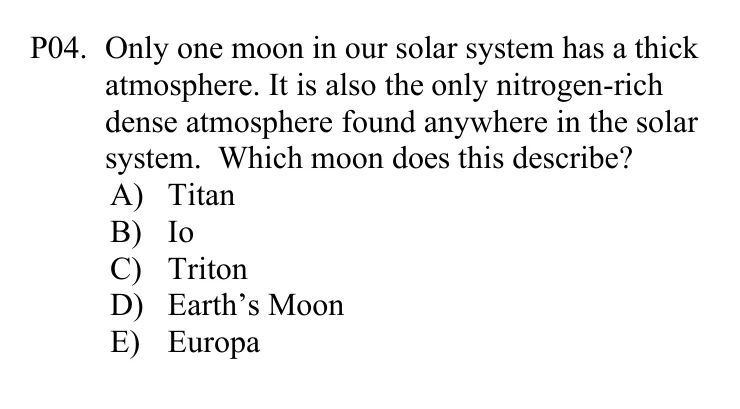 P04. Only one moon in our solar system has a thick
atmosphere. It is also the only nitrogen-rich
dense atmosphere found anywhere in the solar
system. Which moon does this describe?
A) Titan
B) Io
C) Triton
D) Earth’s Moon
E) Europa